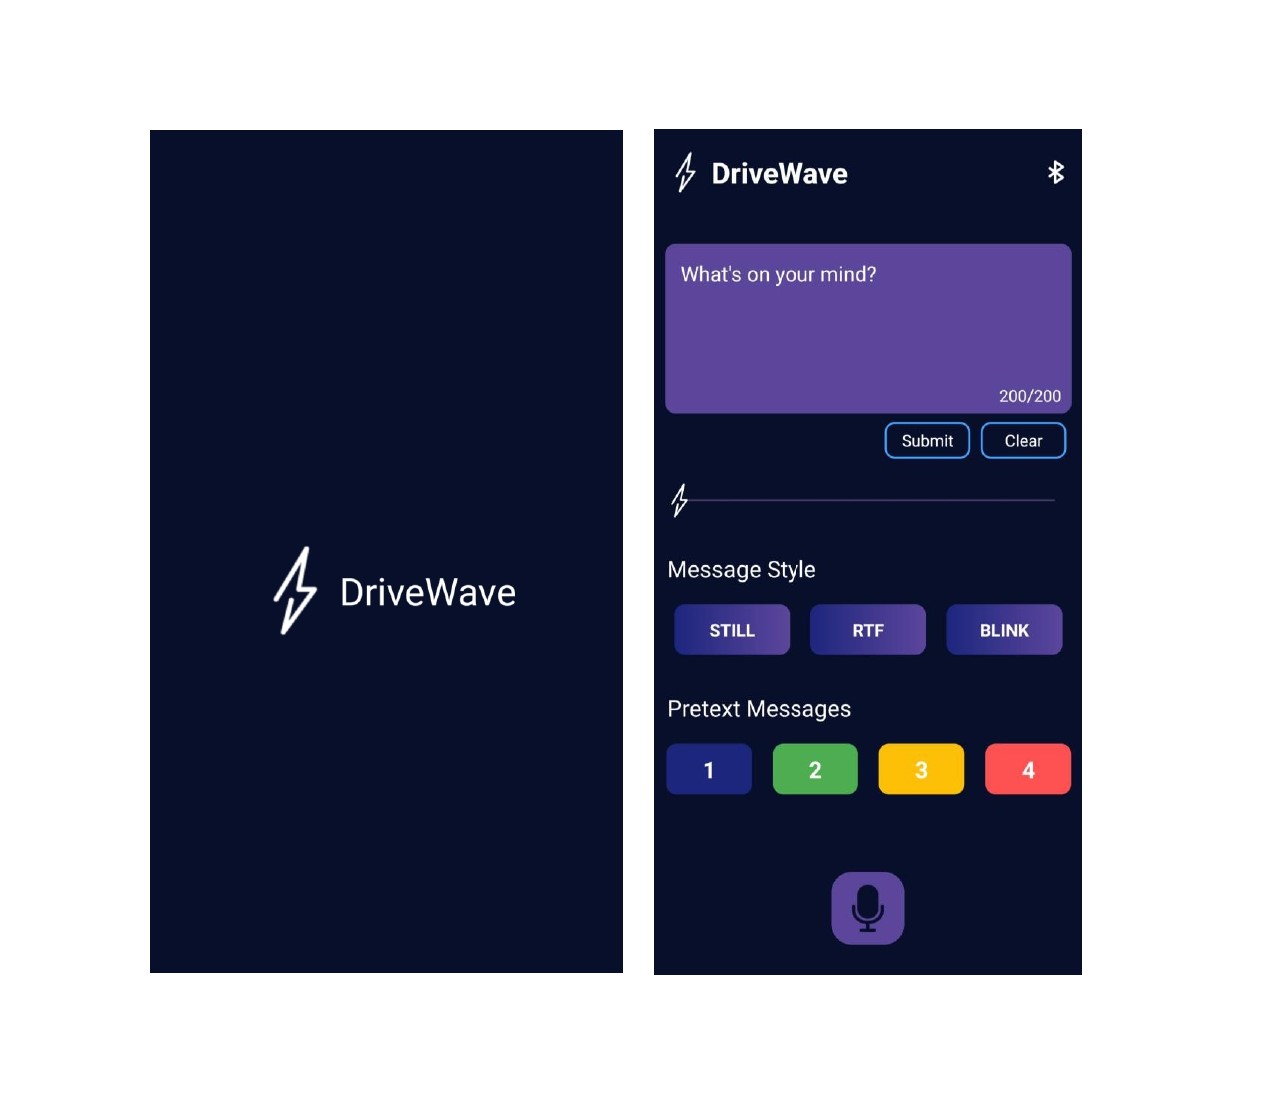 DriveWave
DriveWave
What's on your mind?
200/200
Submit Clear
Message Style
STILL RTF BLINK
Pretext Messages
1 2 3 4